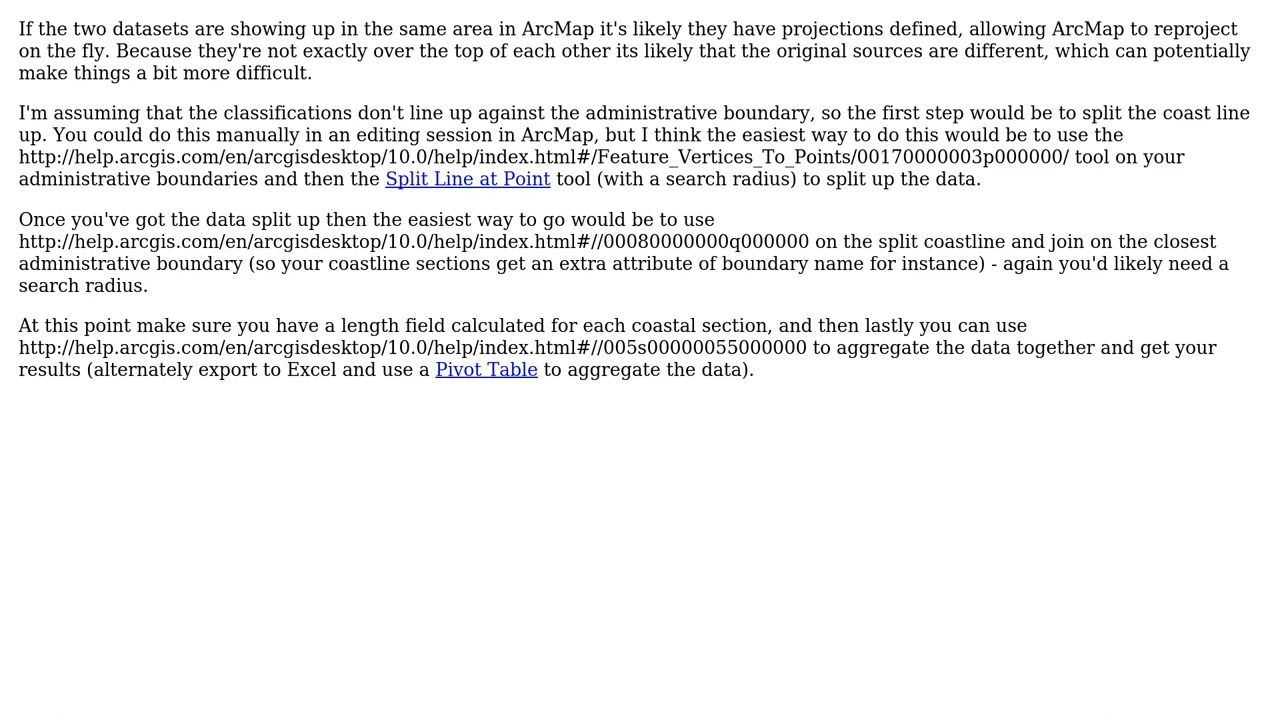 If the two datasets are showing up in the same area in ArcMap it's likely they have projections defined, allowing ArcMap to reproject
on the fly. Because they're not exactly over the top of each other its likely that the original sources are different, which can potentially
make things a bit more difficult.
I'm assuming that the classifications don't line up against the administrative boundary, so the first step would be to split the coast line
up. You could do this manually in an editing session in ArcMap, but I think the easiest way to do this would be to use the
http://help.arcgis.com/en/arcgisdesktop/10.0/help/index.html#/Feature_Vertices_To_Points/00170000003p000000/ tool on your
administrative boundaries and then the Split Line at Point tool (with a search radius) to split up the data.
Once you've got the data split up then the easiest way to go would be to use
http://help.arcgis.com/en/arcgisdesktop/10.0/help/index.html#//00080000000q000000 on the split coastline and join on the closest
administrative boundary (so your coastline sections get an extra attribute of boundary name for instance) - again you'd likely need a
search radius.
At this point make sure you have a length field calculated for each coastal section, and then lastly you can use
http://help.arcgis.com/en/arcgisdesktop/10.0/help/index.html#//005s00000055000000 to aggregate the data together and get your
results (alternately export to Excel and use a Pivot Table to aggregate the data).